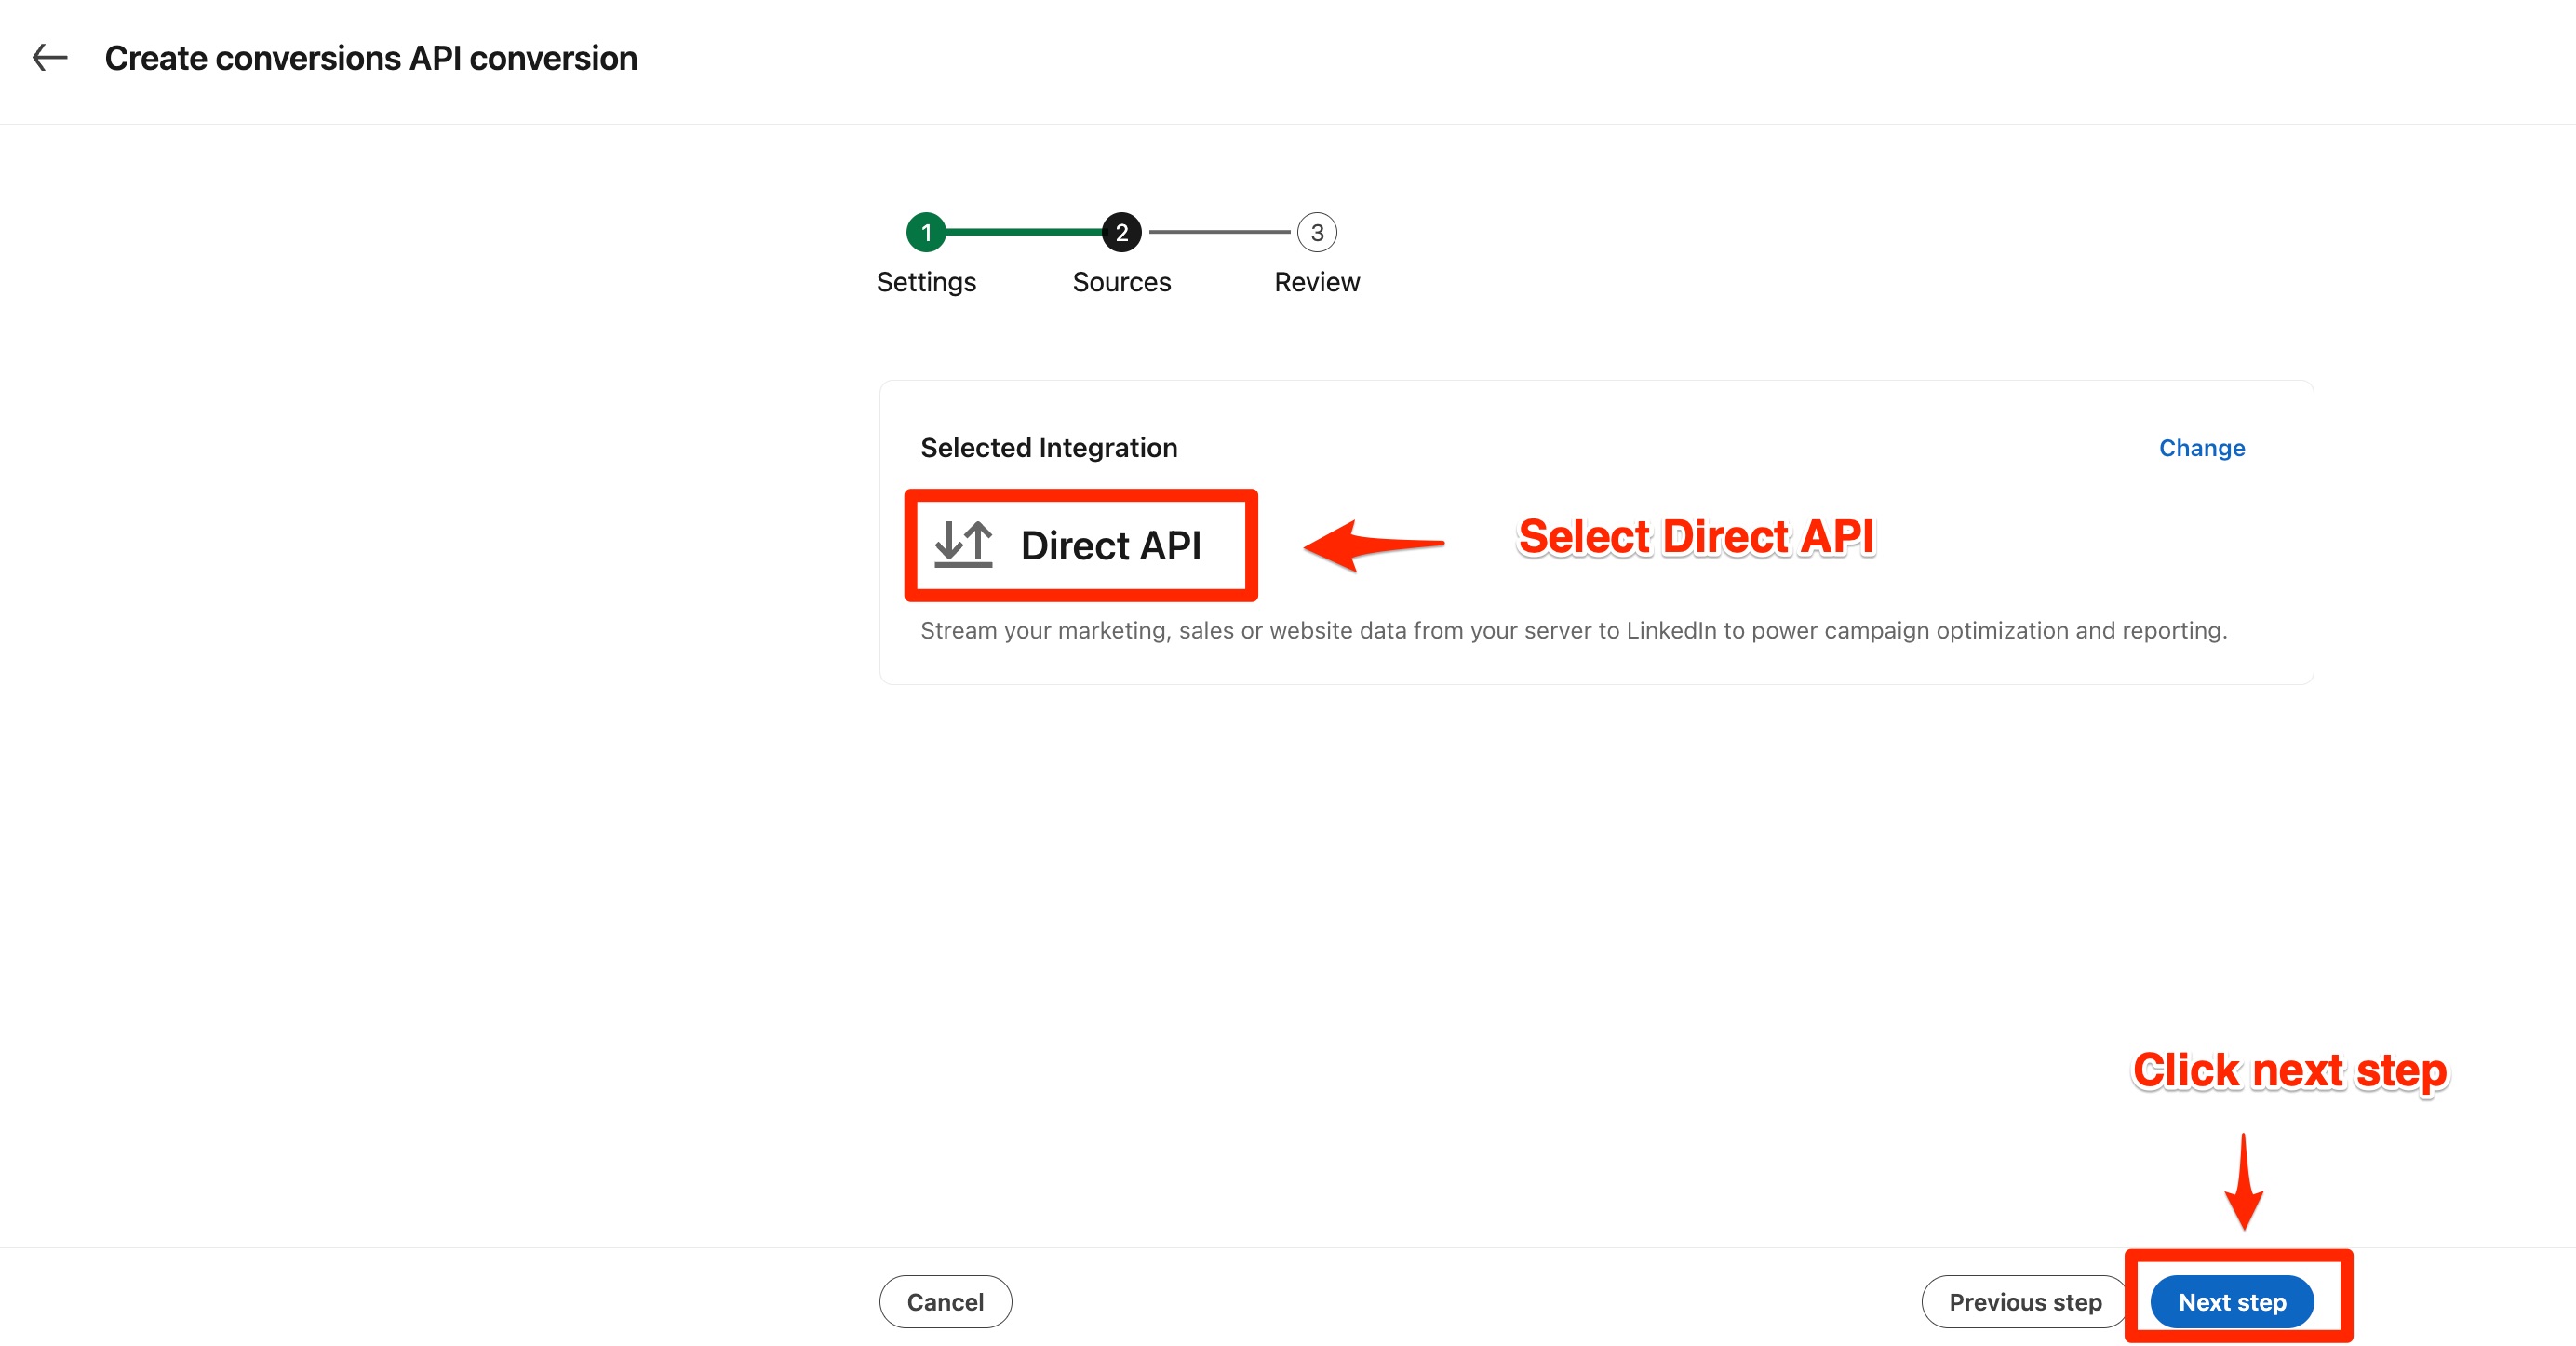 Create conversions API conversion
1
2
3
Settings
Sources
Review
Selected Integration
Change
Direct API
Select Direct API
Stream your marketing, sales or website data from your server to LinkedIn to power campaign optimization and reporting.
Click next step
Cancel
Previous step
Next step